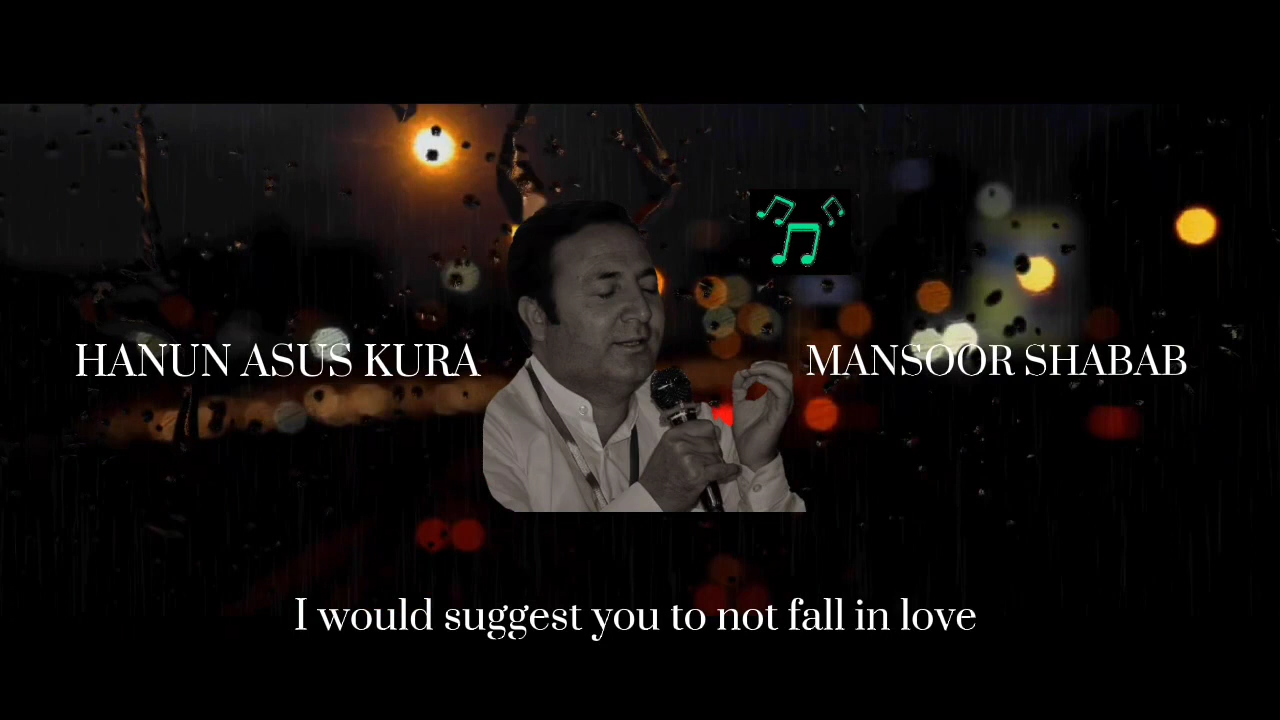 HANUN ASUS KURA
MANSOOR SHABAB
I would suggest you to not fall in love